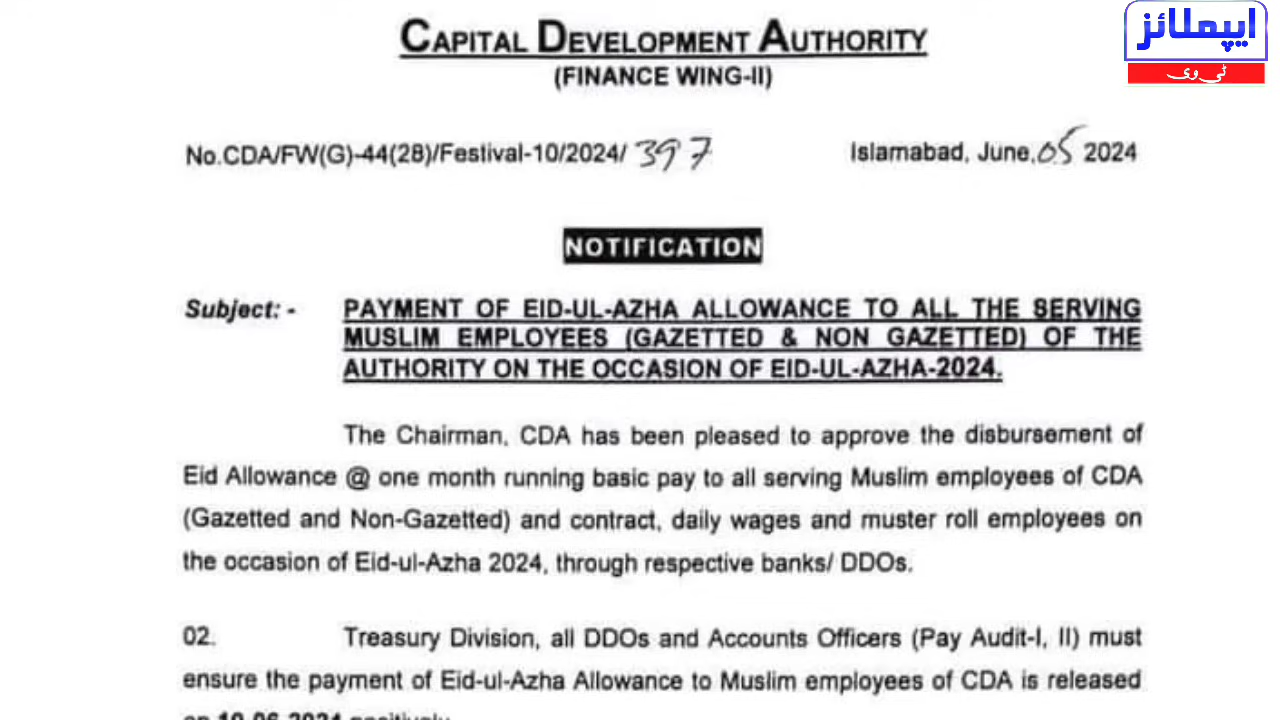 CAPITAL DEVELOPMENT AUTHORITY
(FINANCE WING-II)
ایمپلائز
ٹی وی
No.CDA/FW(G)-44(28)/Festival-10/2024/ 397 Islamabad, June, 05 2024
NOTIFICATION
Subject: - PAYMENT OF EID-UL-AZHA ALLOWANCE TO ALL THE SERVING
MUSLIM EMPLOYEES (GAZETTED & NON GAZETTED) OF THE
AUTHORITY ON THE OCCASION OF EID-UL-AZHA-2024.
The Chairman, CDA has been pleased to approve the disbursement of
Eid Allowance @ one month running basic pay to all serving Muslim employees of CDA
(Gazetted and Non-Gazetted) and contract, daily wages and muster roll employees on
the occasion of Eid-ul-Azha 2024, through respective banks/ DDOs.
02. Treasury Division, all DDOs and Accounts Officers (Pay Audit-I, II) must
ensure the payment of Eid-ul-Azha Allowance to Muslim employees of CDA is released